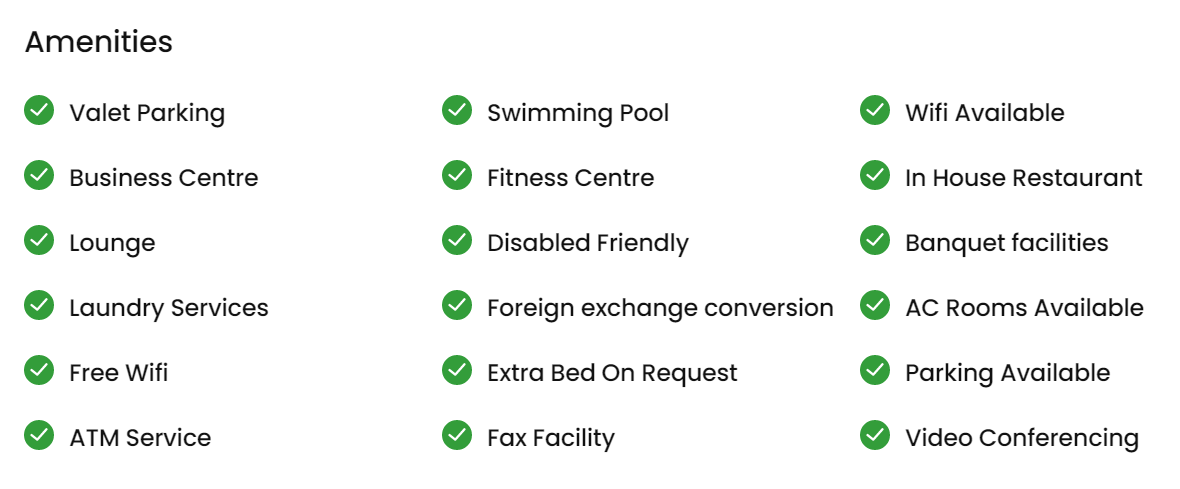 Amenities
Valet Parking
Swimming Pool
Wifi Available
Business Centre
Fitness Centre
In House Restaurant
Lounge
Disabled Friendly
Banquet facilities
Laundry Services
Foreign exchange conversion
AC Rooms Available
Free Wifi
Extra Bed On Request
Parking Available
ATM Service
Fax Facility
Video Conferencing